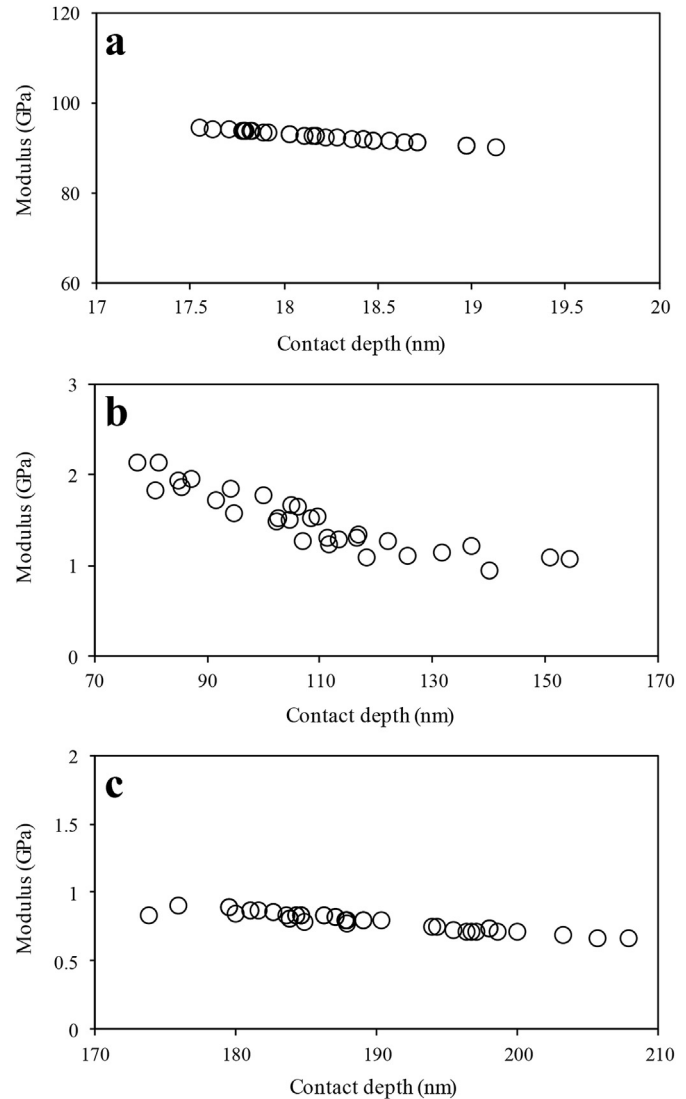 a
120
100
80
60
Modulus (GPa)
17 17.5 18 18.5 19 19.5 20
Contact depth (nm)
b
3
2
1
0
Modulus (GPa)
70 90 110 130 150 170
Contact depth (nm)
c
2
1.5
1
0.5
0
Modulus (GPa)
170 180 190 200 210
Contact depth (nm)